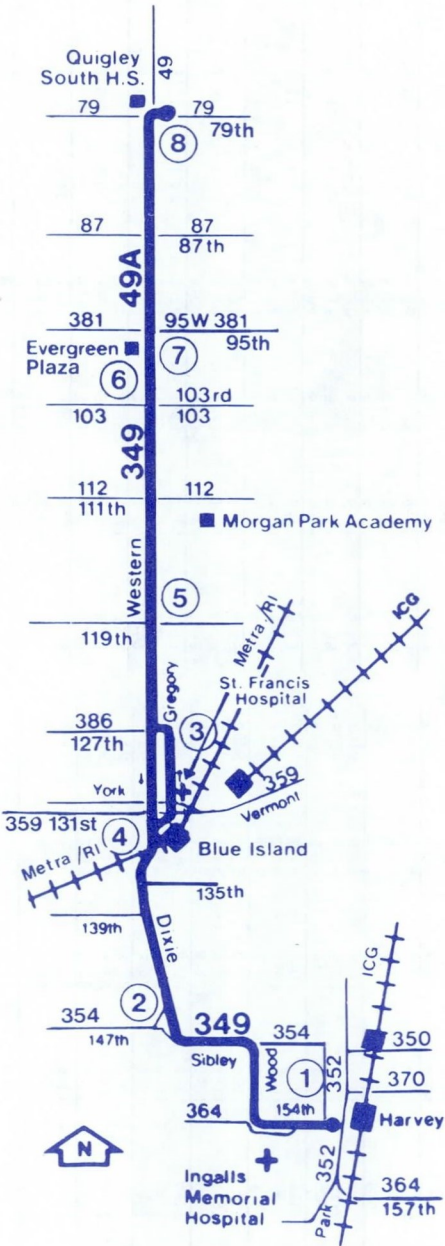 Quigley
South H.S.
49
79
79
79th
8
87
87
87th
49A
381
95W 381
95th
Evergreen
Plaza
7
6
103rd
103
103
349
112
112
111th
Morgan Park Academy
Western
5
119th
Metra/RI
ICG
St. Francis
Hospital
Gregory
3
386
127th
359
York
Vermont
359 131st
4
Blue Island
Metra/RI
135th
139th
Dixie
ICG
2
354
147th
349
354
350
Sibley
Wood
1
352
370
154th
364
Harvey
N
Ingalls
Memorial
Hospital
352
364
157th
Park